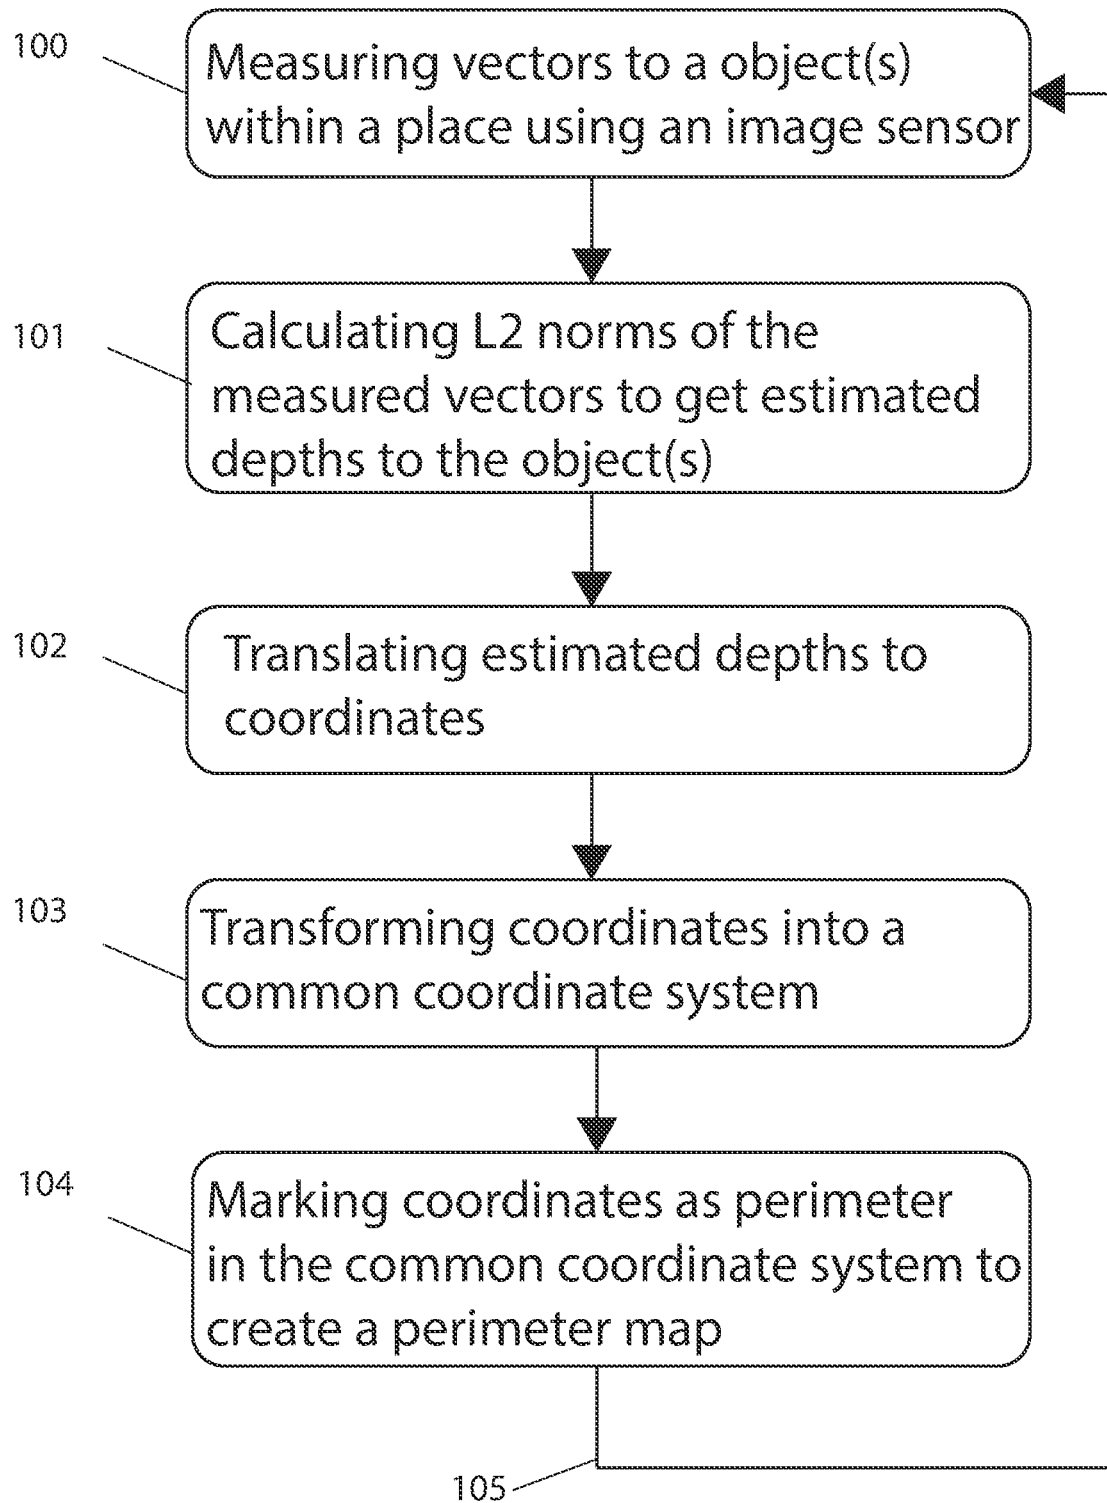 100
Measuring vectors to a object(s)
within a place using an image sensor
101
Calculating L2 norms of the
measured vectors to get estimated
depths to the object(s)
102
Translating estimated depths to
coordinates
103
Transforming coordinates into a
common coordinate system
104
Marking coordinates as perimeter
in the common coordinate system to
create a perimeter map
105